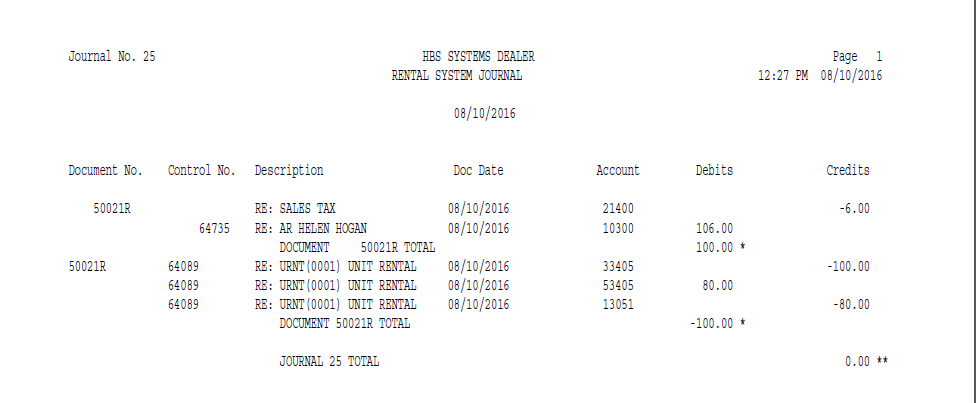 Journal No. 25 HBS SYSTEMS DEALER Page 1
RENTAL SYSTEM JOURNAL 12:27 PM 08/10/2016
08/10/2016
Document No. Control No. Description Doc Date Account Debits Credits
50021R RE: SALES TAX 08/10/2016 21400 -6.00
64735 RE: AR HELEN HOGAN 08/10/2016 10300 106.00
DOCUMENT 50021R TOTAL 100.00 *
50021R 64089 RE: URNT(0001) UNIT RENTAL 08/10/2016 33405 -100.00
64089 RE: URNT(0001) UNIT RENTAL 08/10/2016 53405 80.00
64089 RE: URNT(0001) UNIT RENTAL 08/10/2016 13051 -80.00
DOCUMENT 50021R TOTAL -100.00 *
JOURNAL 25 TOTAL 0.00 **